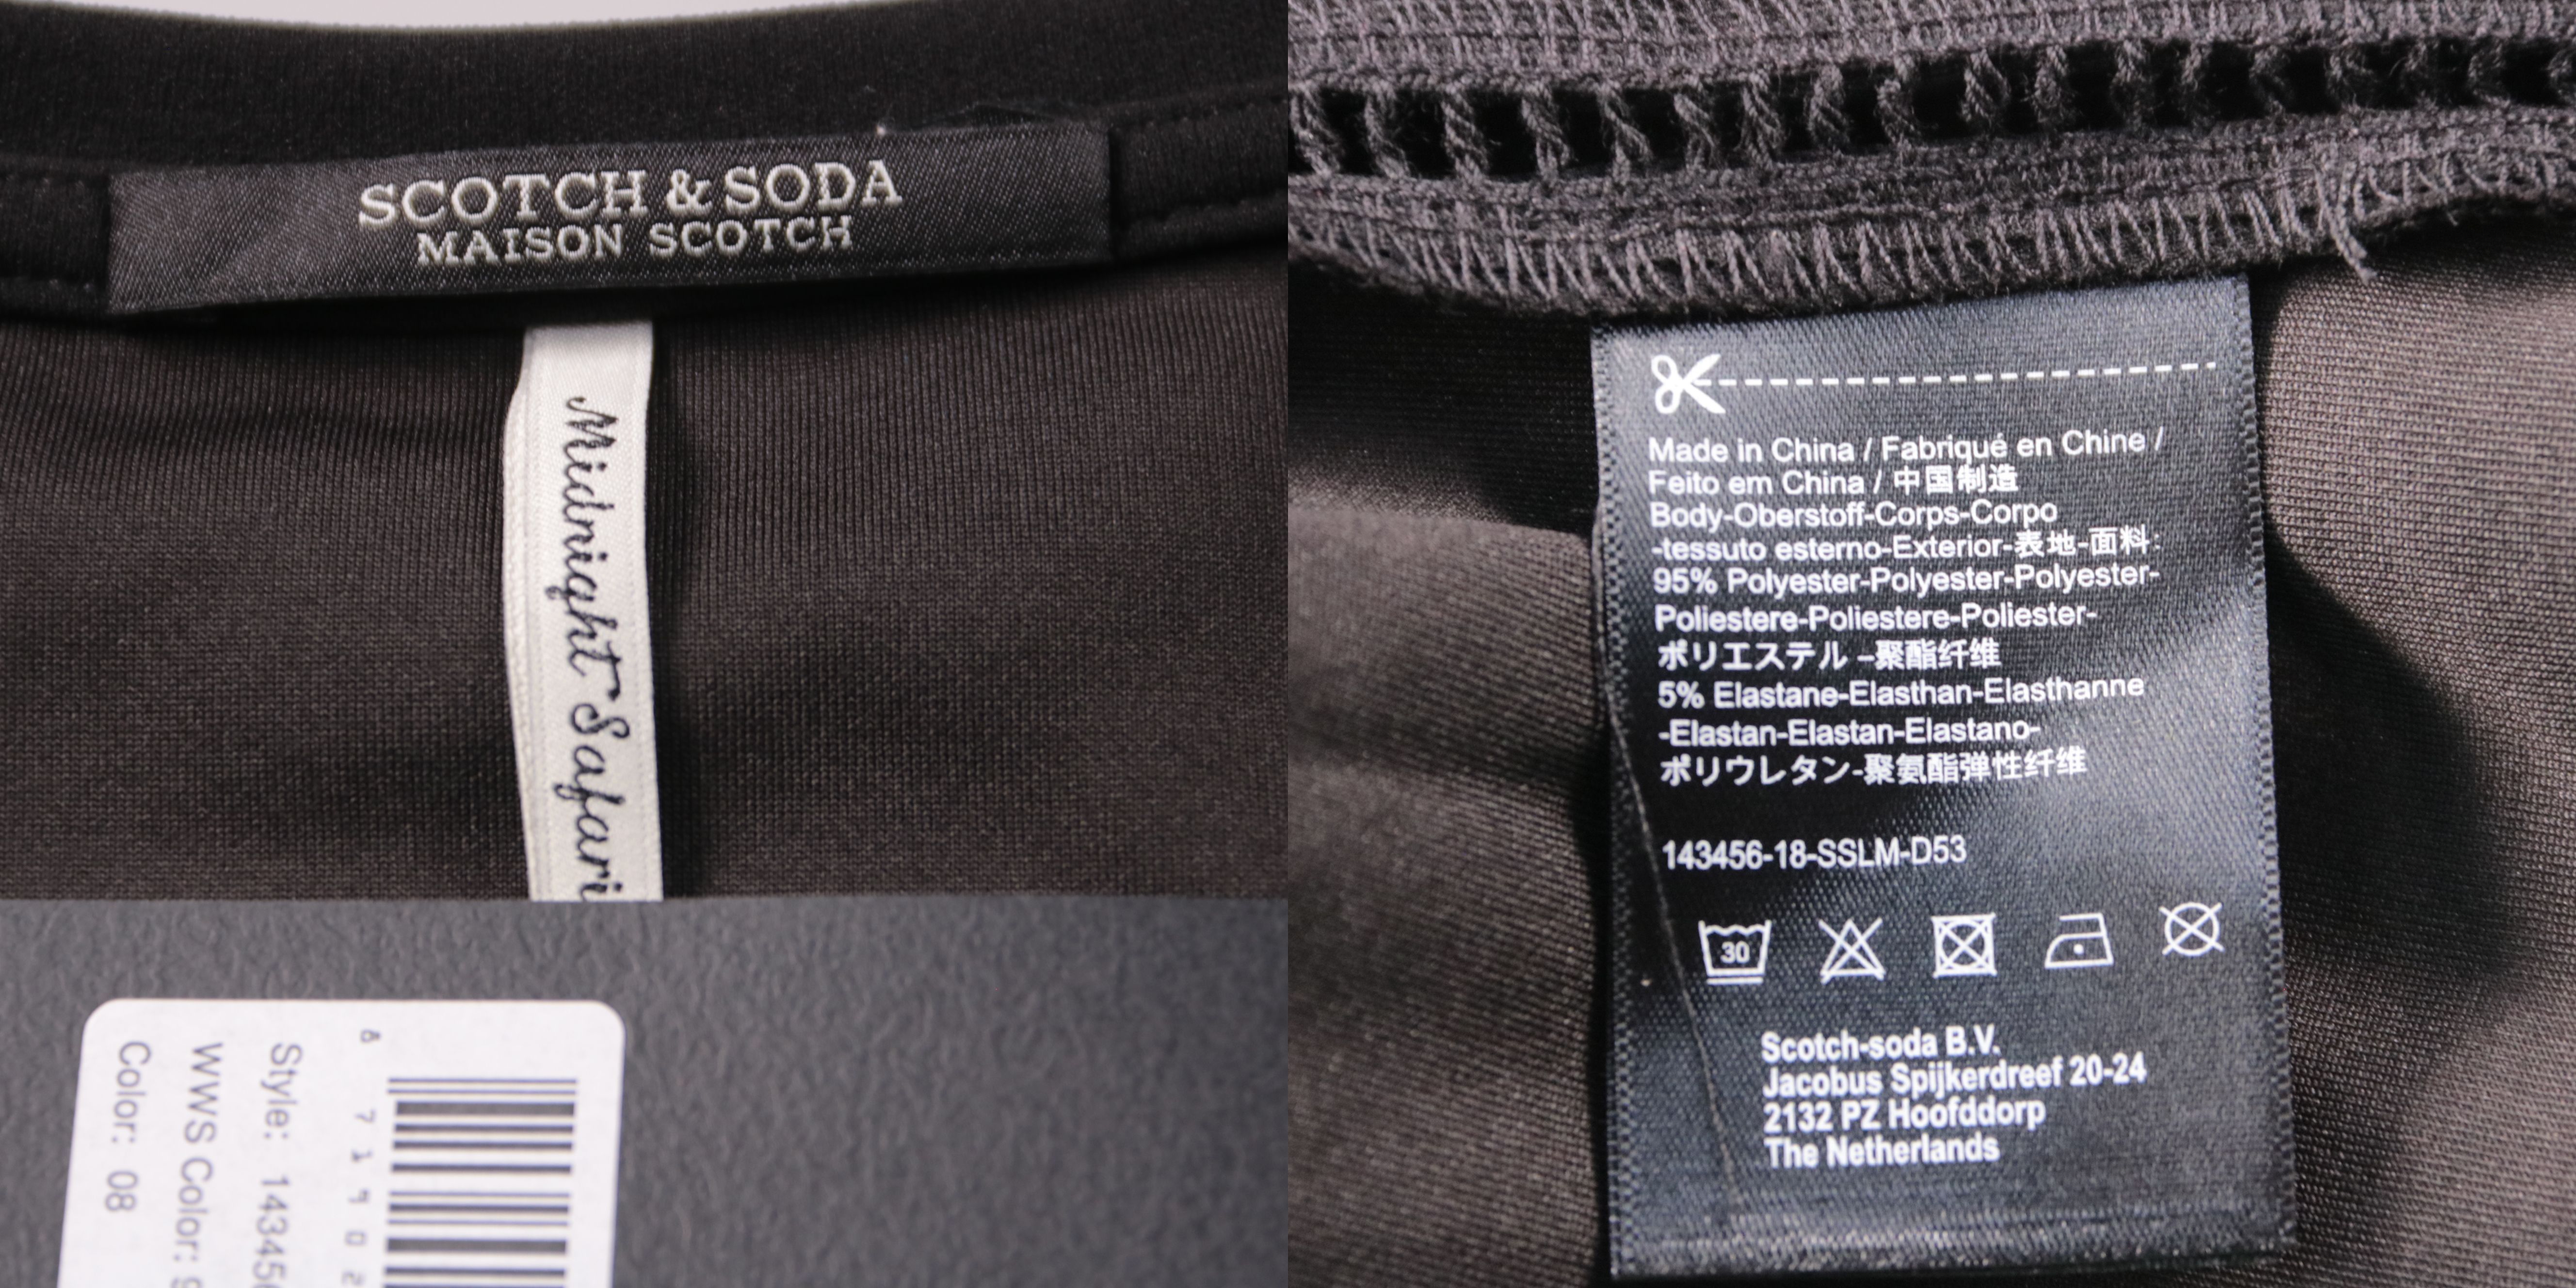 SCOTCH & SODA
MAISON SCOTCH
Midnight Safari
8 71902
Style: 143456
WWS Color:
Color: 08
Made in China / Fabriqué en Chine /
Feito em China / 中国制造
Body-Oberstoff-Corps-Corpo
-tessuto esterno-Exterior-表地-面料:
95% Polyester-Polyester-Polyester-
Poliestere-Poliestere-Poliester-
ポリエステル -聚酯纤维
5% Elastane-Elasthan-Elasthanne
-Elastan-Elastan-Elastano-
ポリウレタン-聚氨酯弹性纤维
143456-18-SSLM-D53
30
Scotch-soda B.V.
Jacobus Spijkerdreef 20-24
2132 PZ Hoofddorp
The Netherlands